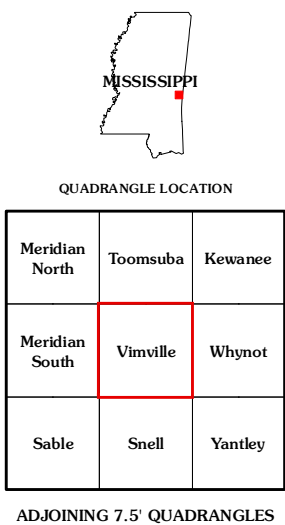 MISSISSIPPI
QUADRANGLE LOCATION
Meridian North
Toomsuba
Kewanee
Meridian South
Vimville
Whynot
Sable
Snell
Yantley
ADJOINING 7.5' QUADRANGLES